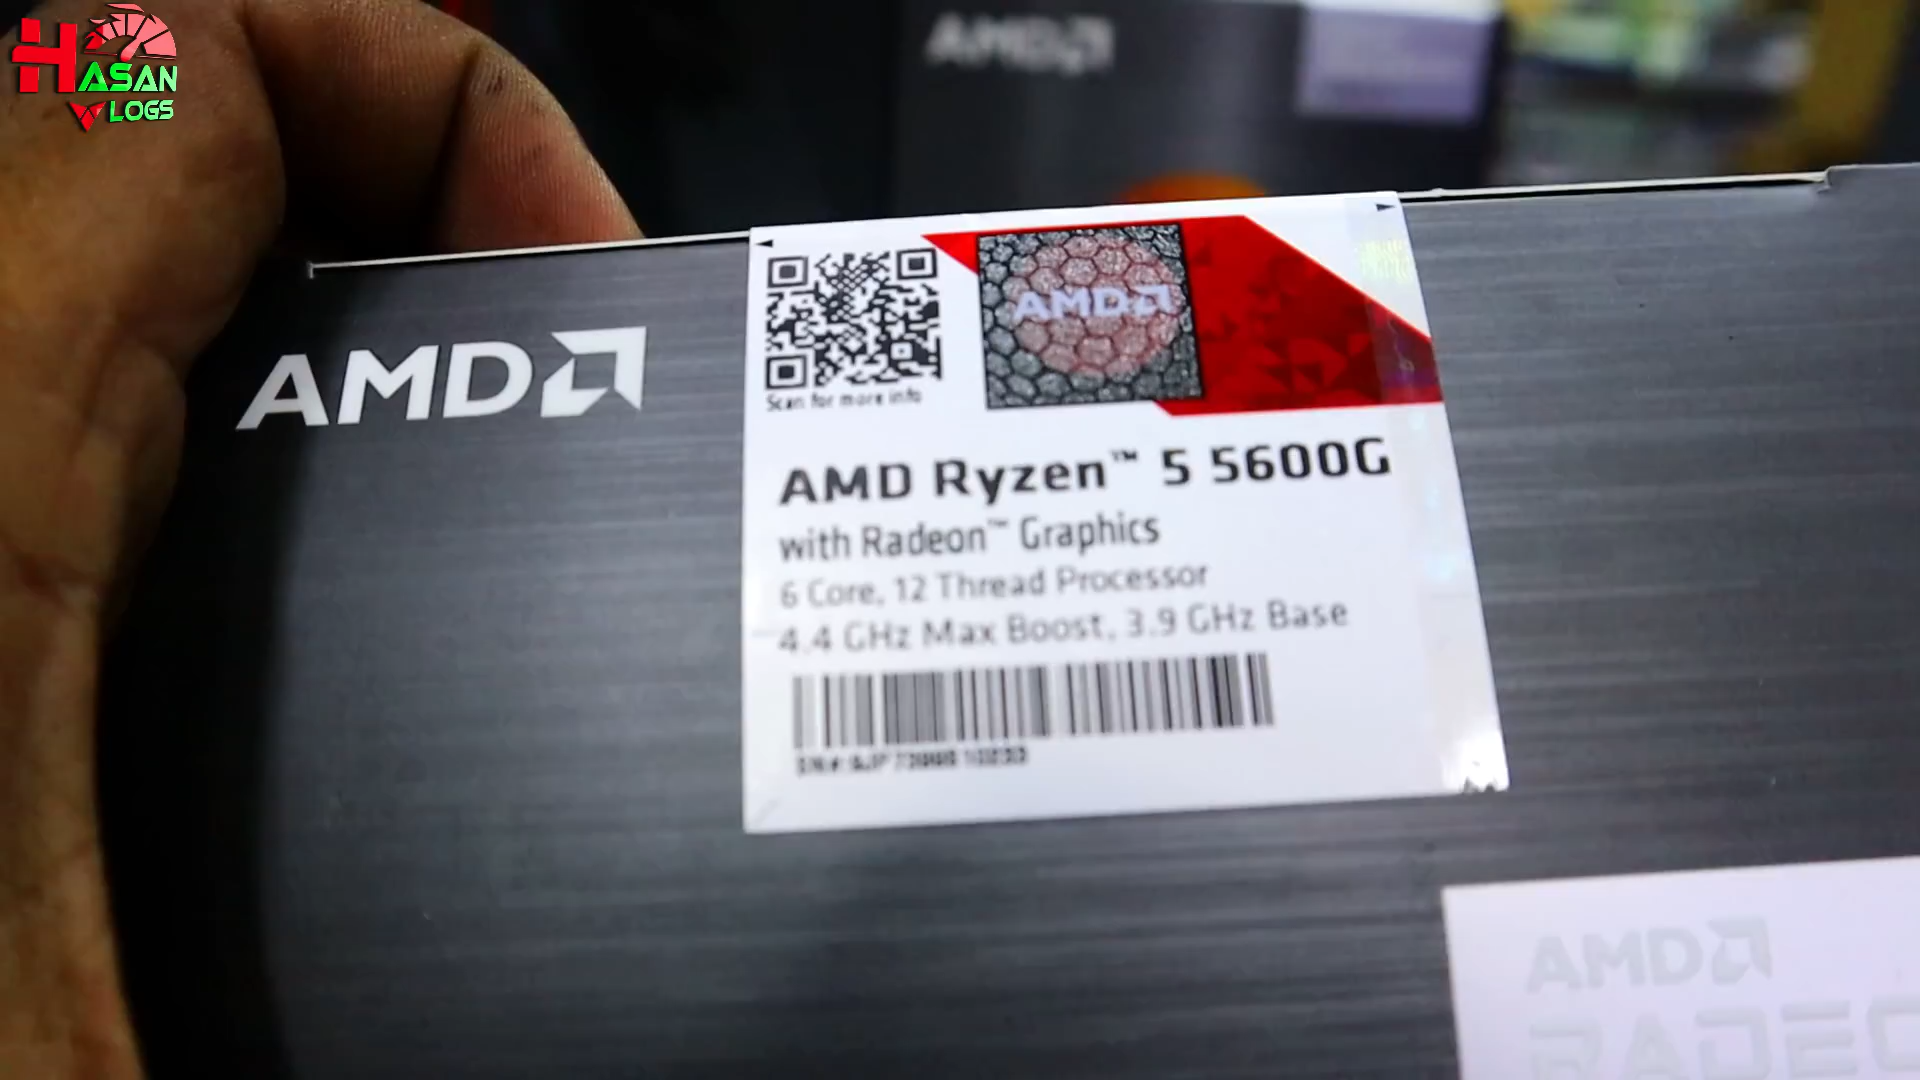 HASAN
VLOGS
AMD
AMD
Scan for more info
AMD
AMD Ryzen™ 5 5600G
with Radeon™ Graphics
6 Core, 12 Thread Processor
4.4 GHz Max Boost, 3.9 GHz Base
AMD